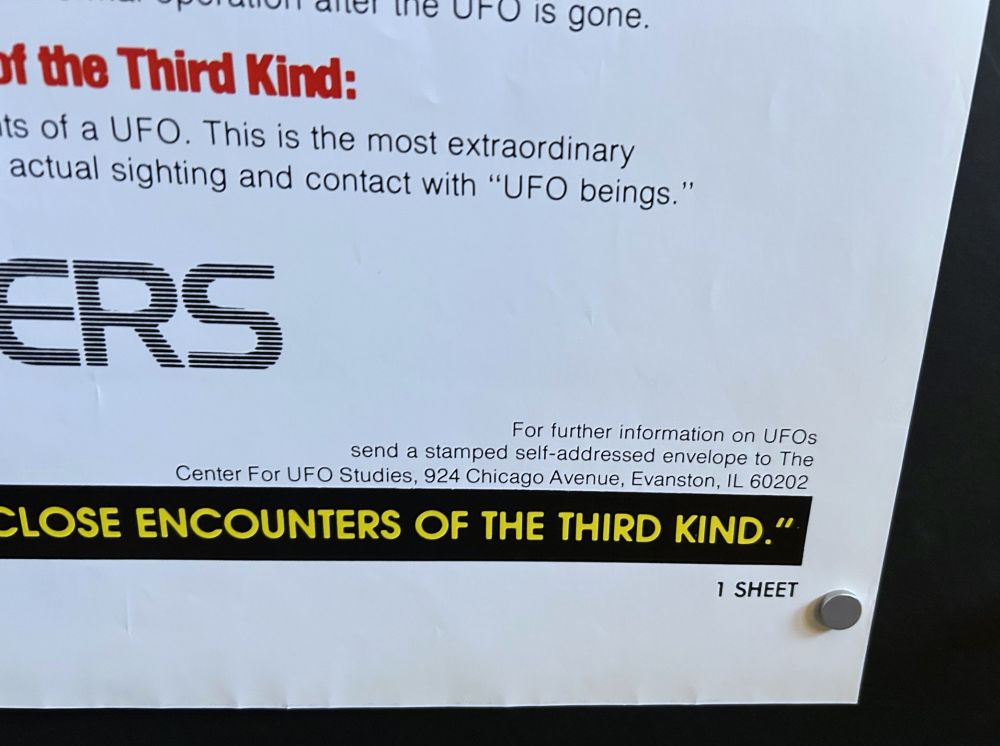 operation after the UFO is gone.
of the Third Kind:
ts of a UFO. This is the most extraordinary
actual sighting and contact with “UFO beings.”
ERS
For further information on UFOs
send a stamped self-addressed envelope to The
Center For UFO Studies, 924 Chicago Avenue, Evanston, IL 60202
CLOSE ENCOUNTERS OF THE THIRD KIND.”
1 SHEET